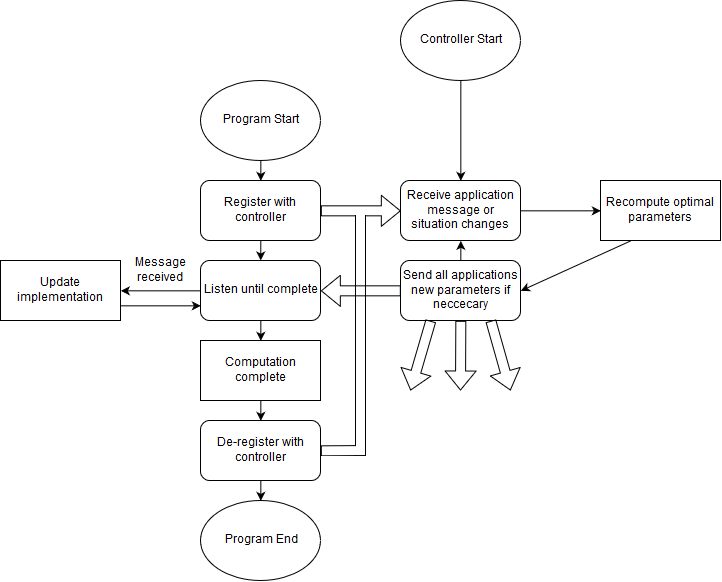 Controller Start
Program Start
Register with
controller
Receive application
message or
situation changes
Recompute optimal
parameters
Message
received
Update
implementation
Listen until complete
Send all applications
new parameters if
neccecary
Computation
complete
De-register with
controller
Program End